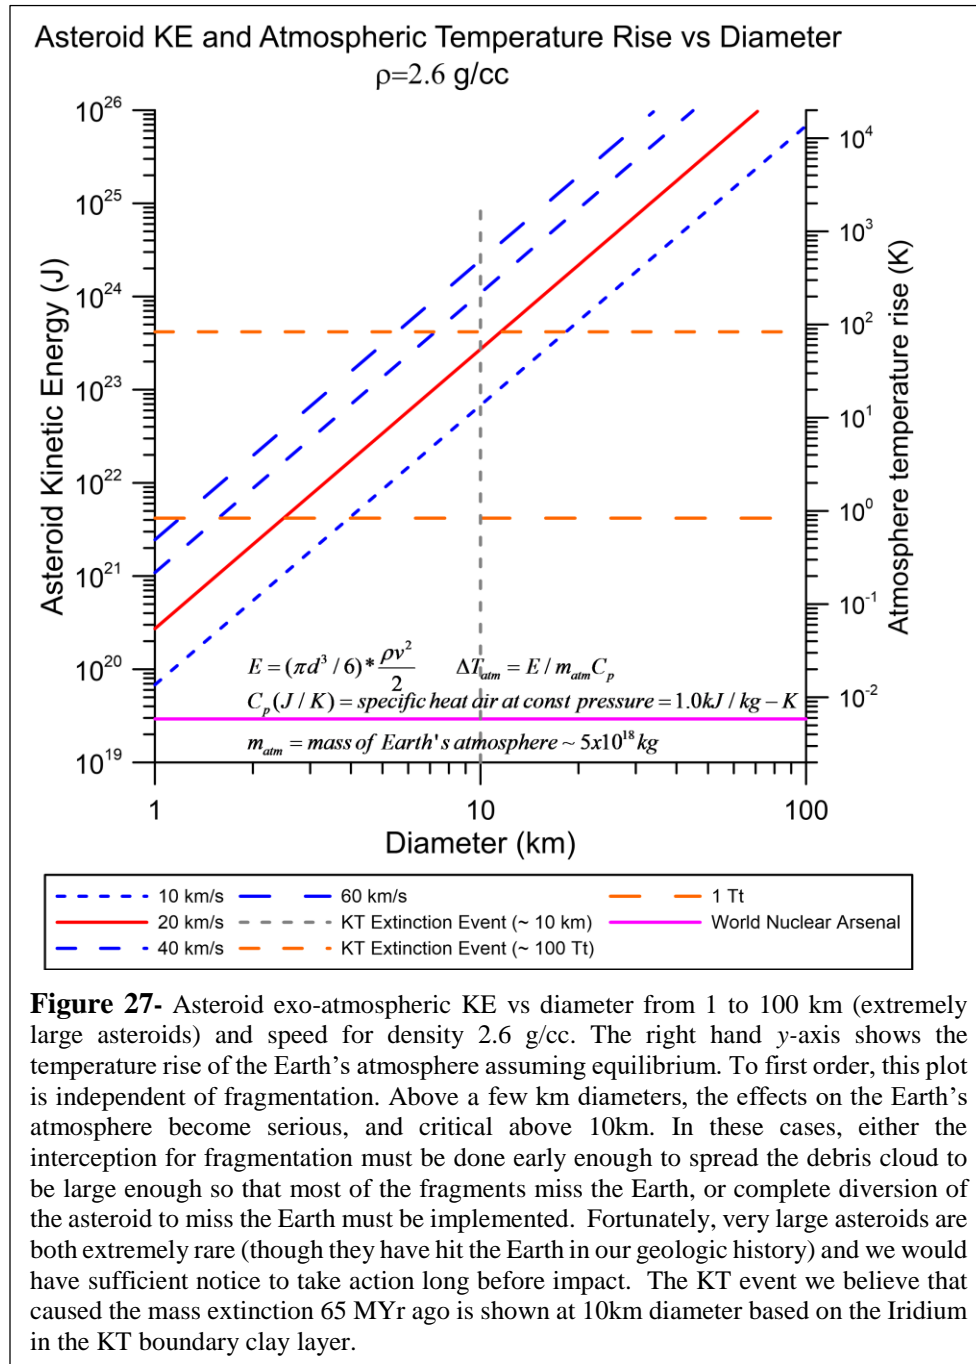 Asteroid KE and Atmospheric Temperature Rise vs Diameter
ρ=2.6 g/cc
Asteroid Kinetic Energy (J)
10^26
10^25
10^24
10^23
10^22
10^21
10^20
10^19
Atmosphere temperature rise (K)
10^4
10^3
10^2
10^1
10^0
10^-1
10^-2
E = (πd^3 / 6) * ρv^2 / 2    ΔT_atm = E / m_atm C_p
C_p(J / K) = specific heat air at const pressure = 1.0kJ / kg − K
m_atm = mass of Earth's atmosphere ~ 5x10^18 kg
1 10 100
Diameter (km)
10 km/s 60 km/s 1 Tt
20 km/s KT Extinction Event (~ 10 km) World Nuclear Arsenal
40 km/s KT Extinction Event (~ 100 Tt)
Figure 27- Asteroid exo-atmospheric KE vs diameter from 1 to 100 km (extremely
large asteroids) and speed for density 2.6 g/cc. The right hand y-axis shows the
temperature rise of the Earth's atmosphere assuming equilibrium. To first order, this plot
is independent of fragmentation. Above a few km diameters, the effects on the Earth's
atmosphere become serious, and critical above 10km. In these cases, either the
interception for fragmentation must be done early enough to spread the debris cloud to
be large enough so that most of the fragments miss the Earth, or complete diversion of
the asteroid to miss the Earth must be implemented. Fortunately, very large asteroids are
both extremely rare (though they have hit the Earth in our geologic history) and we would
have sufficient notice to take action long before impact. The KT event we believe that
caused the mass extinction 65 MYr ago is shown at 10km diameter based on the Iridium
in the KT boundary clay layer.